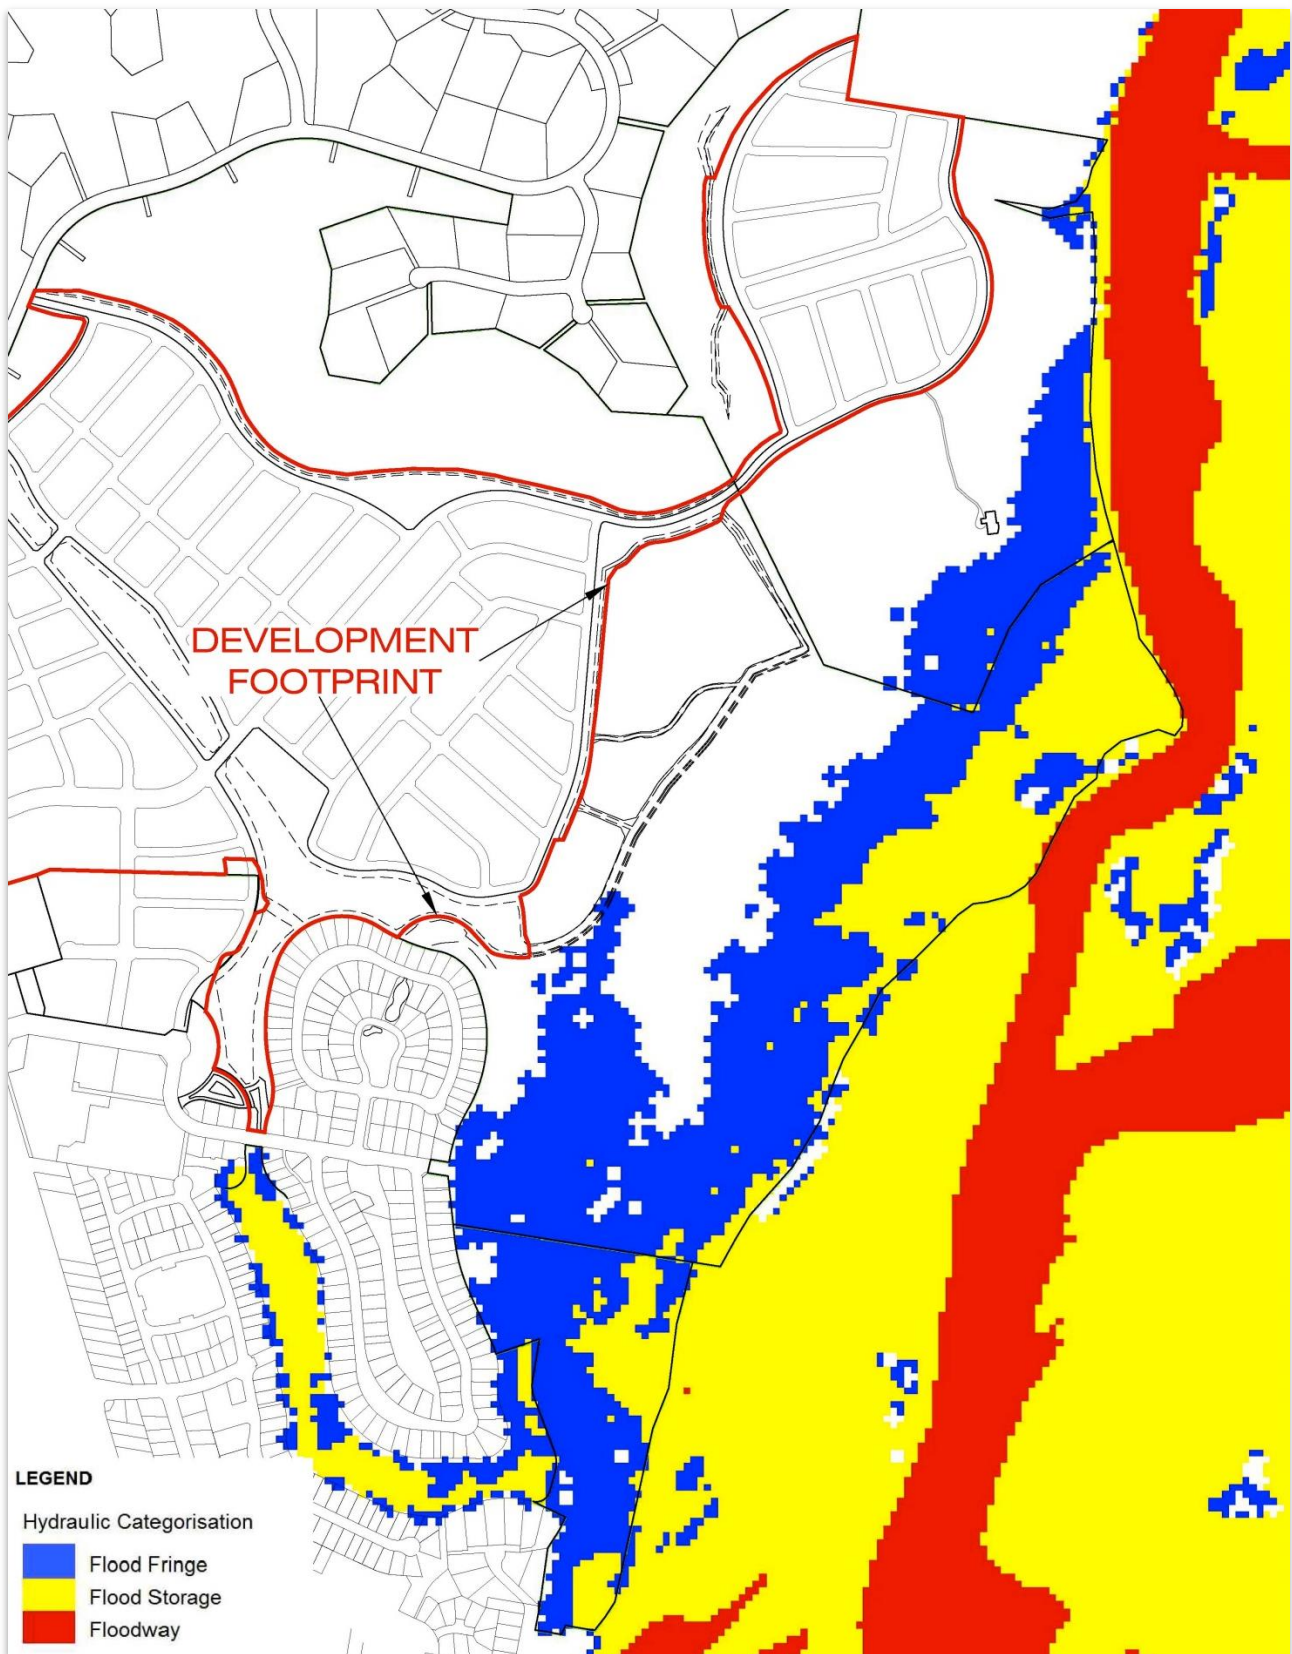 DEVELOPMENT
FOOTPRINT
LEGEND
Hydraulic Categorisation
Flood Fringe
Flood Storage
Floodway